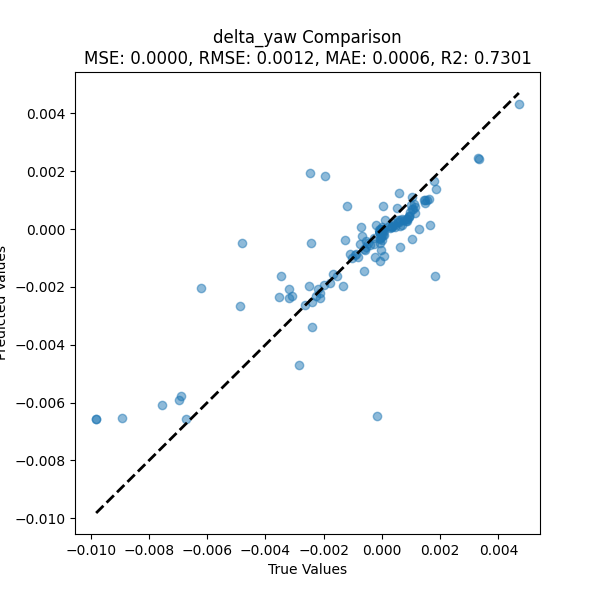 delta_yaw Comparison
MSE: 0.0000, RMSE: 0.0012, MAE: 0.0006, R2: 0.7301
0.004
0.002
0.000
−0.002
−0.004
−0.006
−0.008
−0.010
Predicted Values
−0.010 −0.008 −0.006 −0.004 −0.002 0.000 0.002 0.004
True Values